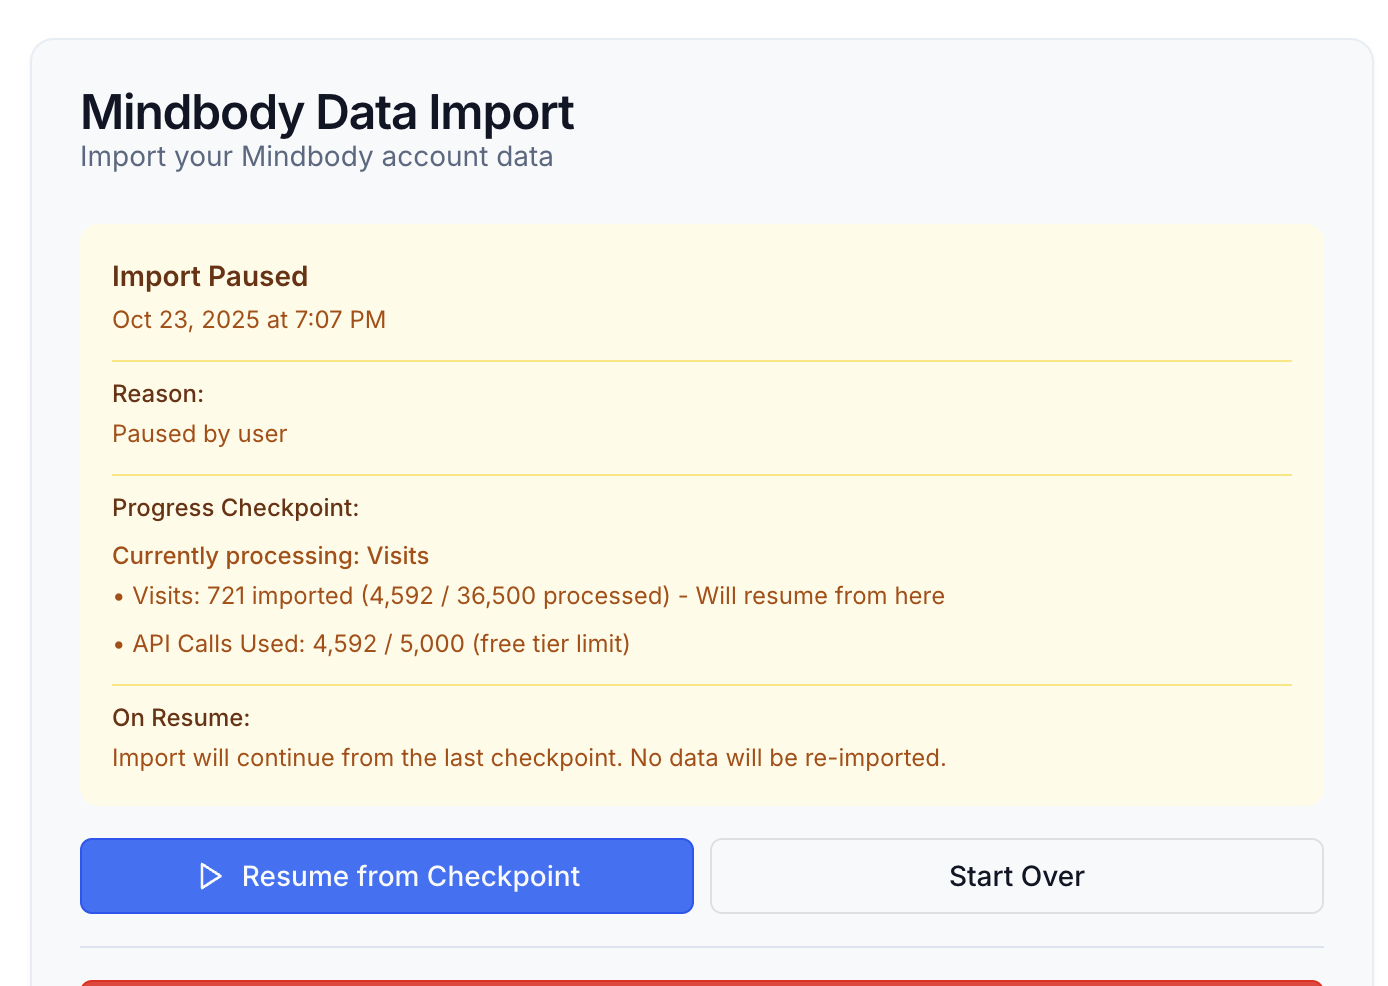 Mindbody Data Import
Import your Mindbody account data
Import Paused
Oct 23, 2025 at 7:07 PM
Reason:
Paused by user
Progress Checkpoint:
Currently processing: Visits
• Visits: 721 imported (4,592 / 36,500 processed) - Will resume from here
• API Calls Used: 4,592 / 5,000 (free tier limit)
On Resume:
Import will continue from the last checkpoint. No data will be re-imported.
Resume from Checkpoint
Start Over